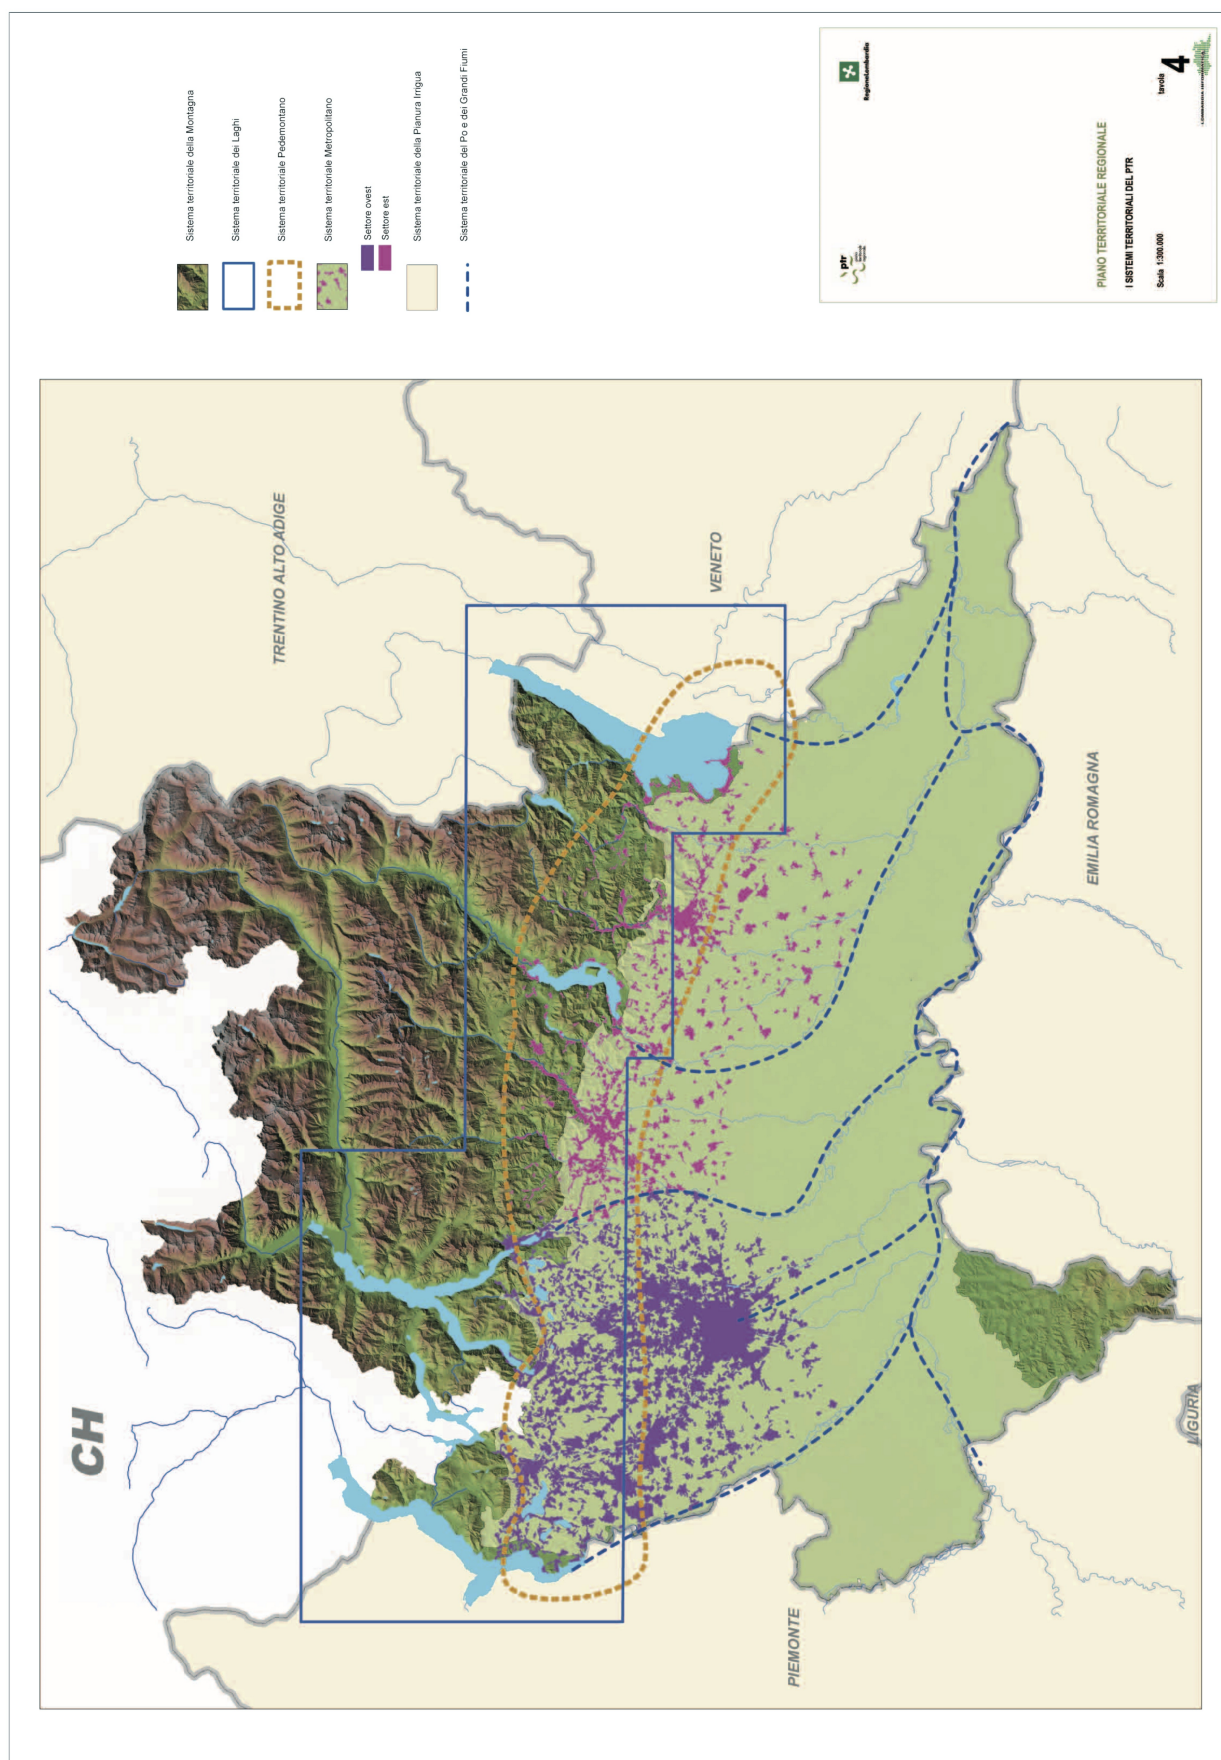 Sistema territoriale della Montagna
Sistema territoriale dei Laghi
Sistema territoriale Pedemontano
Sistema territoriale Metropolitano
Settore ovest
Settore est
Sistema territoriale della Pianura Irrigua
Sistema territoriale del Po e dei Grandi Fiumi
RegioneLombardia
ptr
PIANO TERRITORIALE REGIONALE
I SISTEMI TERRITORIALI DEL PTR
Scala 1:300.000
tavola
4
CH
TRENTINO ALTO ADIGE
VENETO
EMILIA ROMAGNA
LIGURIA
PIEMONTE